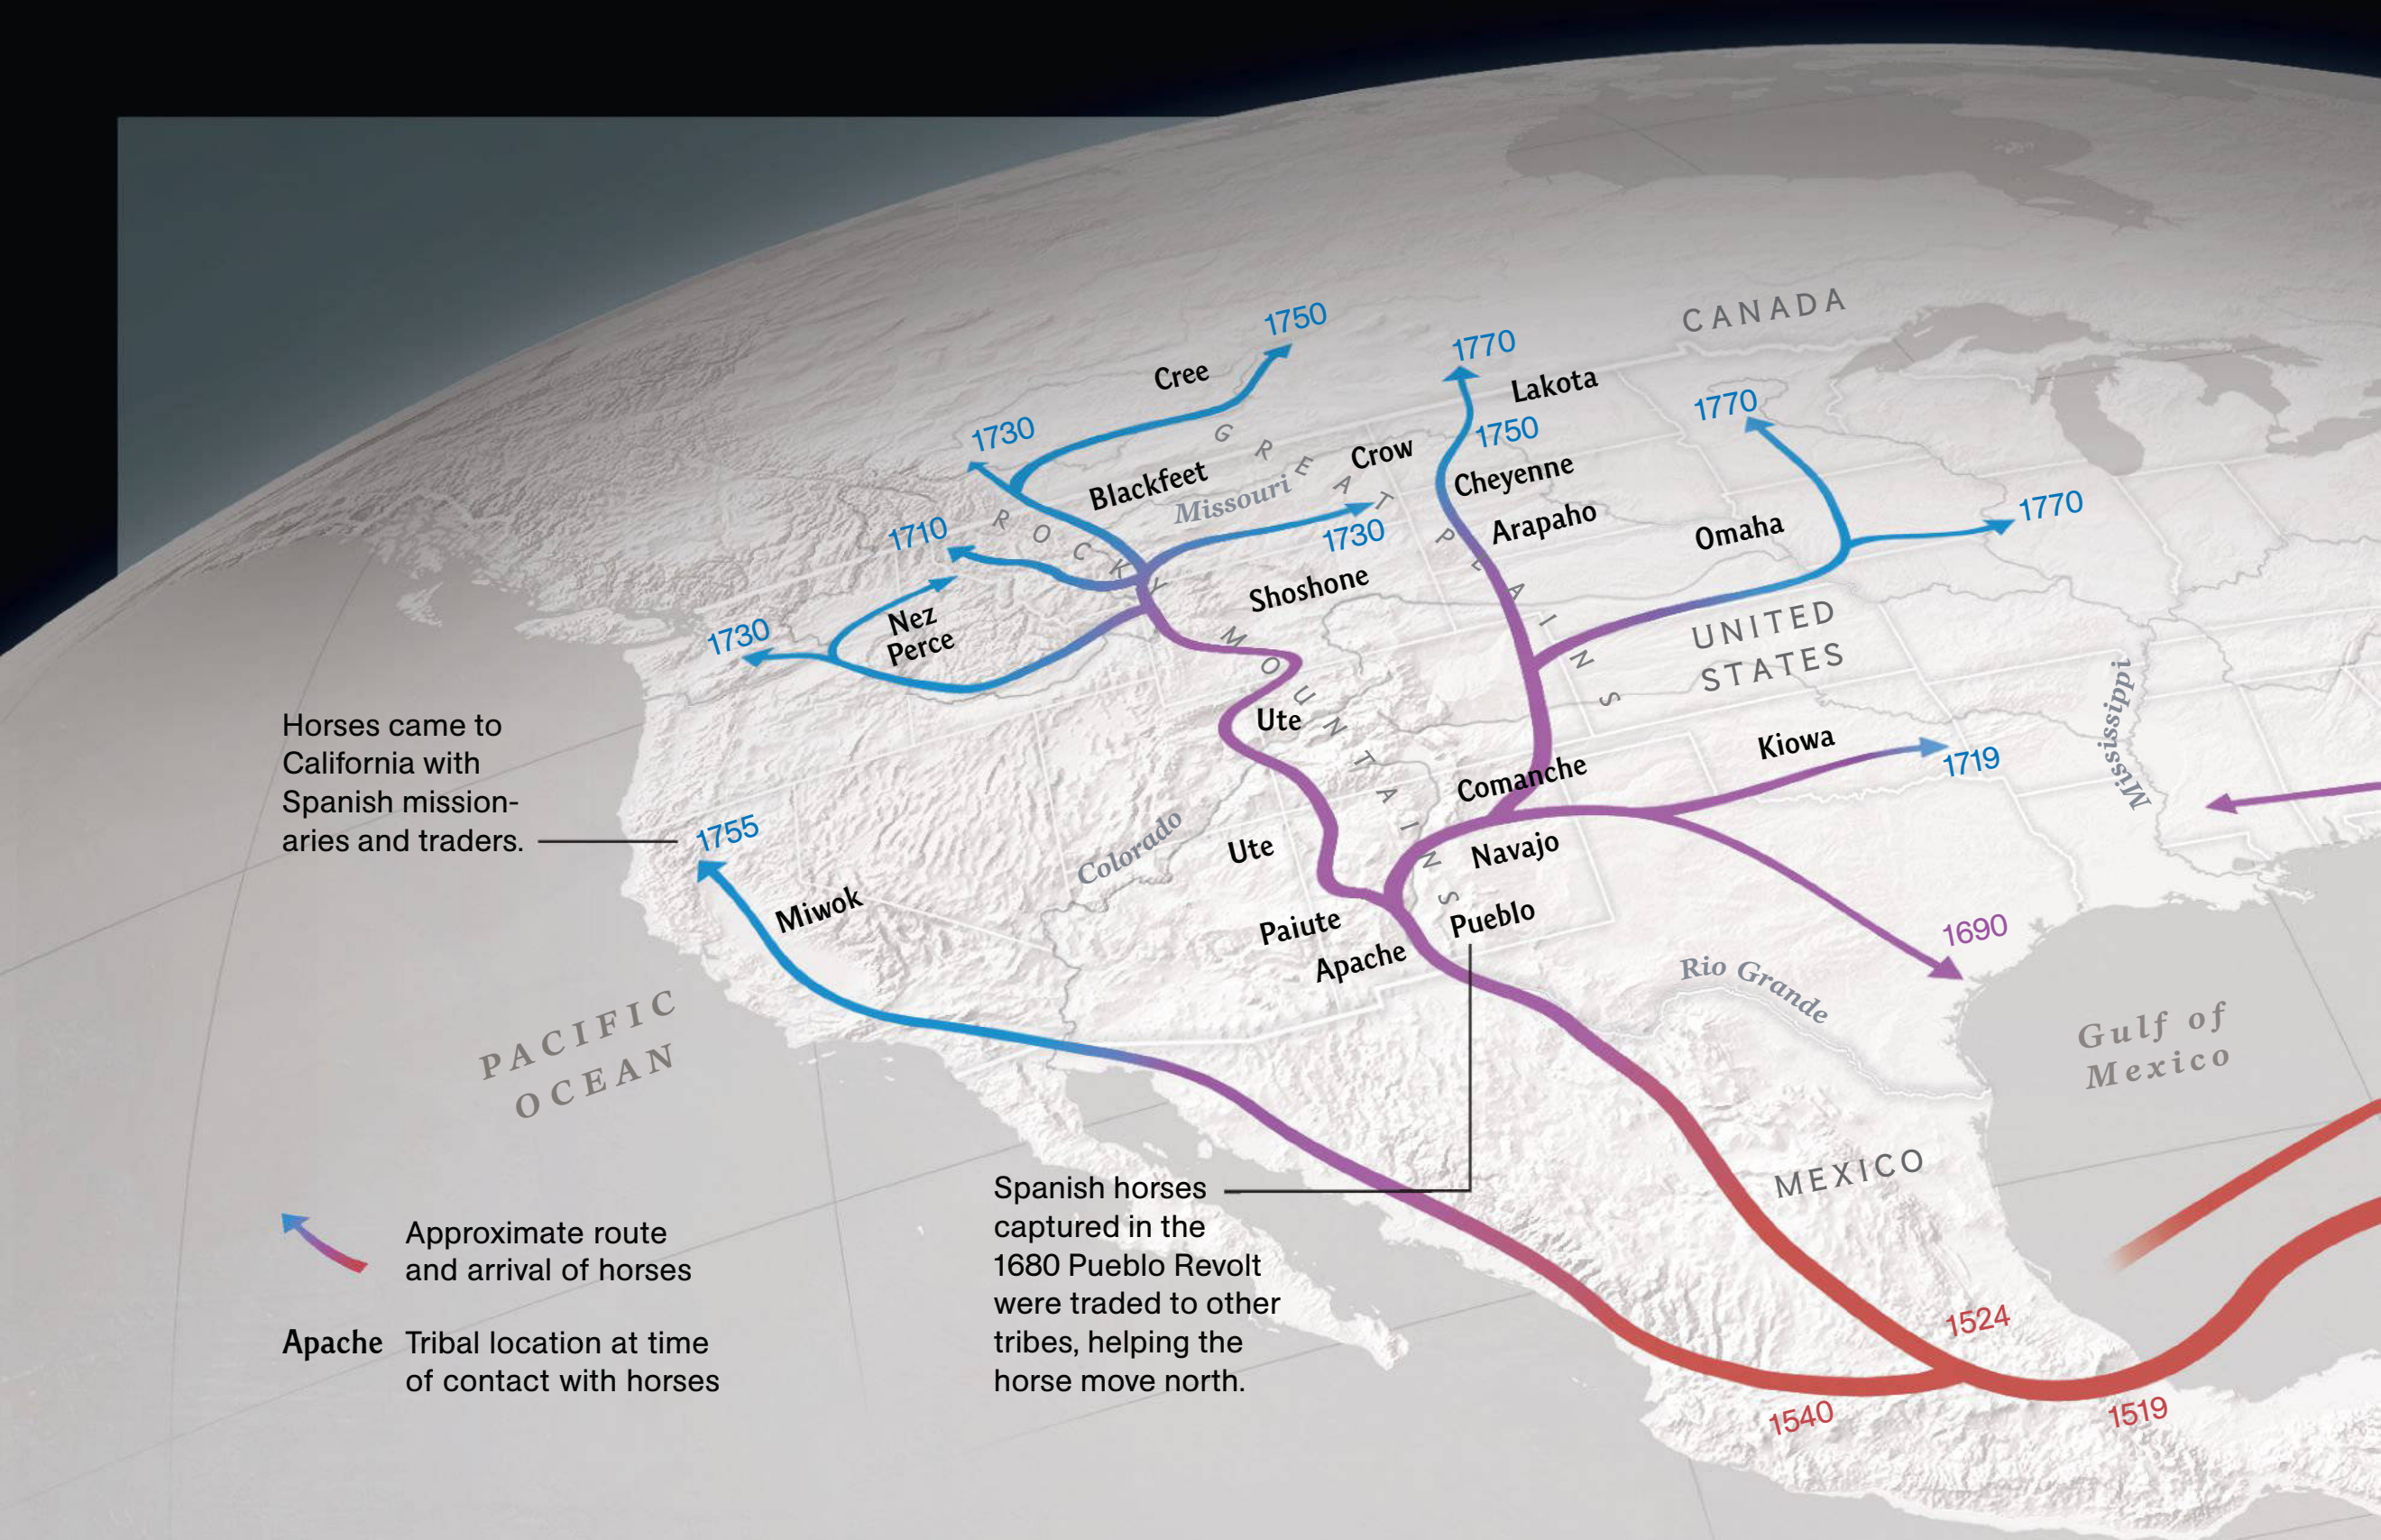 CANADA
1750
1770
Cree
Lakota
1770
1730
1750
GREAT PLAINS
Crow
Blackfeet
Cheyenne
Missouri
1770
ROCKY MOUNTAINS
1710
1730
Arapaho
Omaha
Shoshone
Nez
Perce
1730
UNITED
STATES
Mississippi
Horses came to
California with
Spanish mission-
aries and traders.
Ute
Kiowa
1719
Comanche
1755
Colorado
Ute
Navajo
Miwok
Paiute
Pueblo
1690
Apache
Rio Grande
PACIFIC
OCEAN
Gulf of
Mexico
MEXICO
Spanish horses
captured in the
1680 Pueblo Revolt
were traded to other
tribes, helping the
horse move north.
Approximate route
and arrival of horses
Apache Tribal location at time
of contact with horses
1524
1540
1519